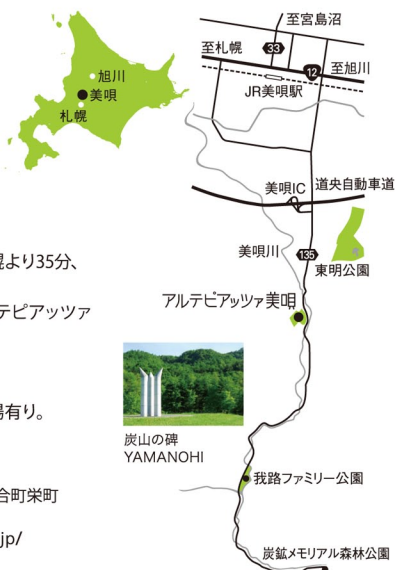 至宮島沼
至札幌
33
12
至旭川
JR美唄駅
旭川
美唄
札幌
美唄IC
道央自動車道
美唄川
135
東明公園
より35分、
アルテピアッツァ美唄
テピアッツァ
場有り。
炭山の碑
YAMANOHI
合町栄町
我路ファミリー公園
jp/
炭鉱メモリアル森林公園